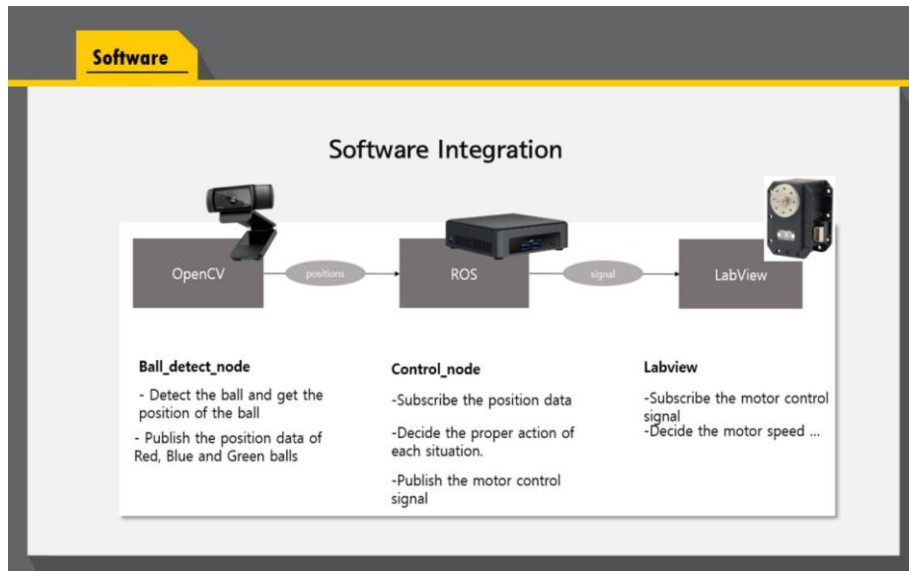 Software
Software Integration
OpenCV
positions
ROS
signal
LabView
Ball_detect_node
- Detect the ball and get the
position of the ball
- Publish the position data of
Red, Blue and Green balls
Control_node
-Subscribe the position data
-Decide the proper action of
each situation.
-Publish the motor control
signal
Labview
-Subscribe the motor control
signal
-Decide the motor speed ...